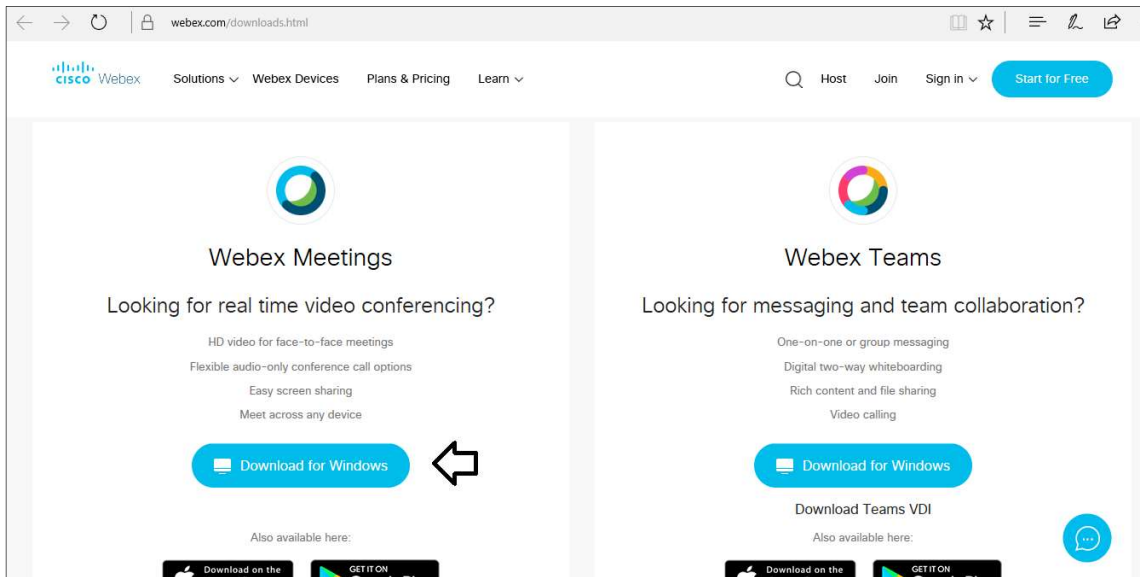 webex.com/downloads.html
CISCO Webex Solutions Webex Devices Plans & Pricing Learn Host Join Sign in Start for Free
Webex Meetings
Looking for real time video conferencing?
HD video for face-to-face meetings
Flexible audio-only conference call options
Easy screen sharing
Meet across any device
Download for Windows
Also available here:
Download on the
GET IT ON
Webex Teams
Looking for messaging and team collaboration?
One-on-one or group messaging
Digital two-way whiteboarding
Rich content and file sharing
Video calling
Download for Windows
Download Teams VDI
Also available here:
Download on the
GET IT ON